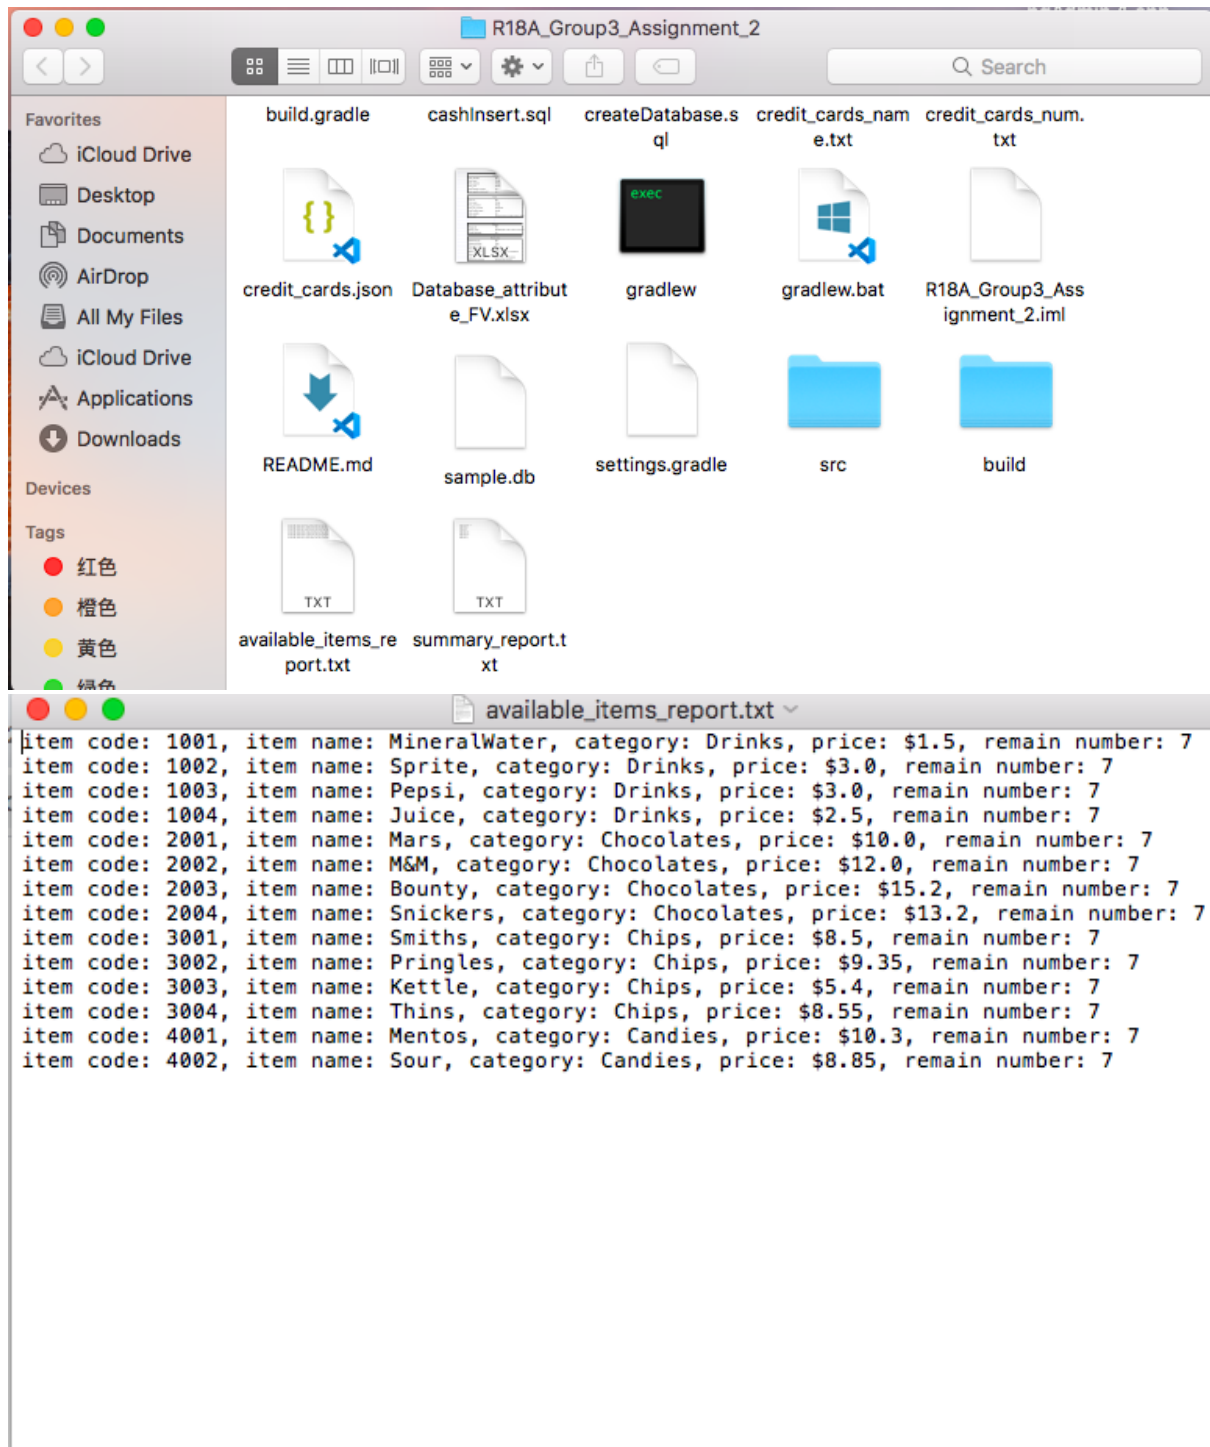 R18A_Group3_Assignment_2
Search
Favorites
iCloud Drive
Desktop
Documents
AirDrop
All My Files
iCloud Drive
Applications
Downloads
Devices
Tags
红色
橙色
黄色
绿色
build.gradle
cashInsert.sql
createDatabase.s
ql
credit_cards_nam
e.txt
credit_cards_num.
txt
XLSX
exec
credit_cards.json
Database_attribut
e_FV.xlsx
gradlew
gradlew.bat
R18A_Group3_Ass
ignment_2.iml
README.md
sample.db
settings.gradle
src
build
TXT
TXT
available_items_re
port.txt
summary_report.t
xt
available_items_report.txt
item code: 1001, item name: MineralWater, category: Drinks, price: $1.5, remain number: 7
item code: 1002, item name: Sprite, category: Drinks, price: $3.0, remain number: 7
item code: 1003, item name: Pepsi, category: Drinks, price: $3.0, remain number: 7
item code: 1004, item name: Juice, category: Drinks, price: $2.5, remain number: 7
item code: 2001, item name: Mars, category: Chocolates, price: $10.0, remain number: 7
item code: 2002, item name: M&M, category: Chocolates, price: $12.0, remain number: 7
item code: 2003, item name: Bounty, category: Chocolates, price: $15.2, remain number: 7
item code: 2004, item name: Snickers, category: Chocolates, price: $13.2, remain number: 7
item code: 3001, item name: Smiths, category: Chips, price: $8.5, remain number: 7
item code: 3002, item name: Pringles, category: Chips, price: $9.35, remain number: 7
item code: 3003, item name: Kettle, category: Chips, price: $5.4, remain number: 7
item code: 3004, item name: Thins, category: Chips, price: $8.55, remain number: 7
item code: 4001, item name: Mentos, category: Candies, price: $10.3, remain number: 7
item code: 4002, item name: Sour, category: Candies, price: $8.85, remain number: 7